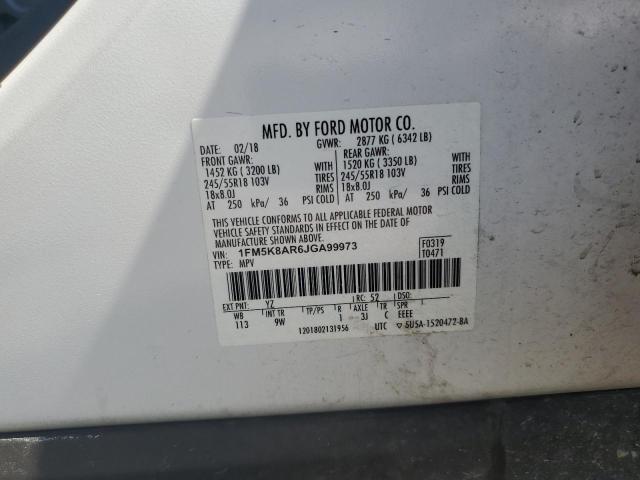 MFD. BY FORD MOTOR CO.
DATE: 02/18 GVWR: 2877 KG ( 6342 LB)
FRONT GAWR: REAR GAWR:
1452 KG ( 3200 LB) WITH 1520 KG ( 3350 LB) WITH
245/55R18 103V TIRES 245/55R18 103V TIRES
18x8.0J RIMS 18x8.0J RIMS
AT 250 kPa/ 36 PSI COLD AT 250 kPa/ 36 PSI COLD
THIS VEHICLE CONFORMS TO ALL APPLICABLE FEDERAL MOTOR
VEHICLE SAFETY STANDARDS IN EFFECT ON THE DATE OF
MANUFACTURE SHOWN ABOVE.
VIN: 1FM5K8AR6JGA99973 F0319
TYPE: MPV T0471
EXT PNT: YZ RC: 52 DSO:
WB INT TR TP/PS R AXLE TR SPR
113 9W 1 3J C EEEE
1201802131956 UTC 5U5A-1520472-BA